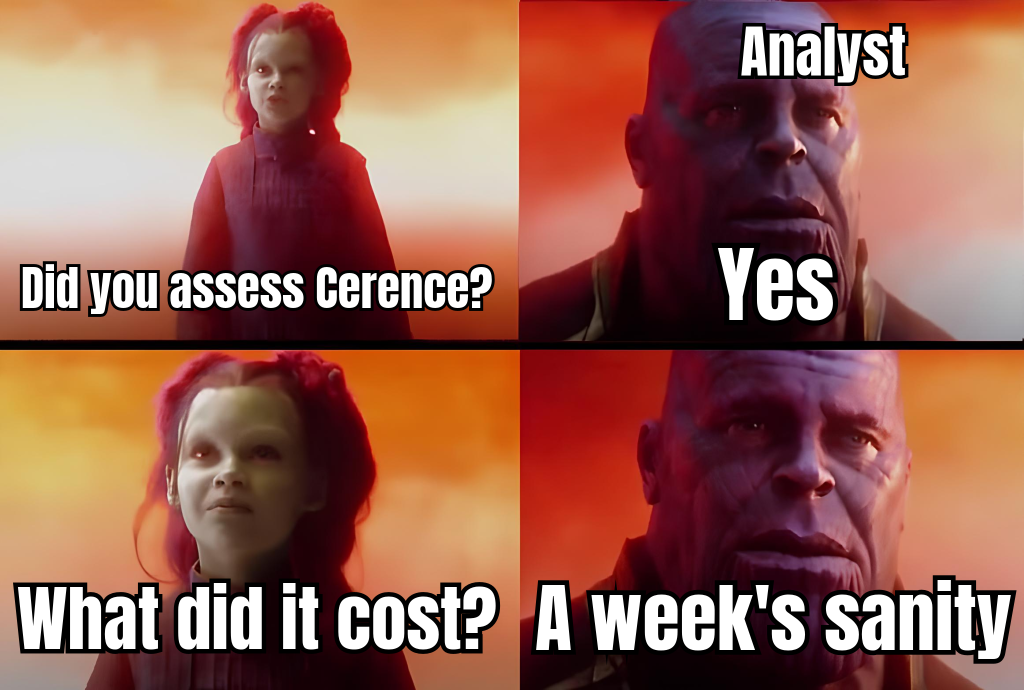 Did you assess Cerence?
Analyst
Yes
What did it cost?
A week's sanity